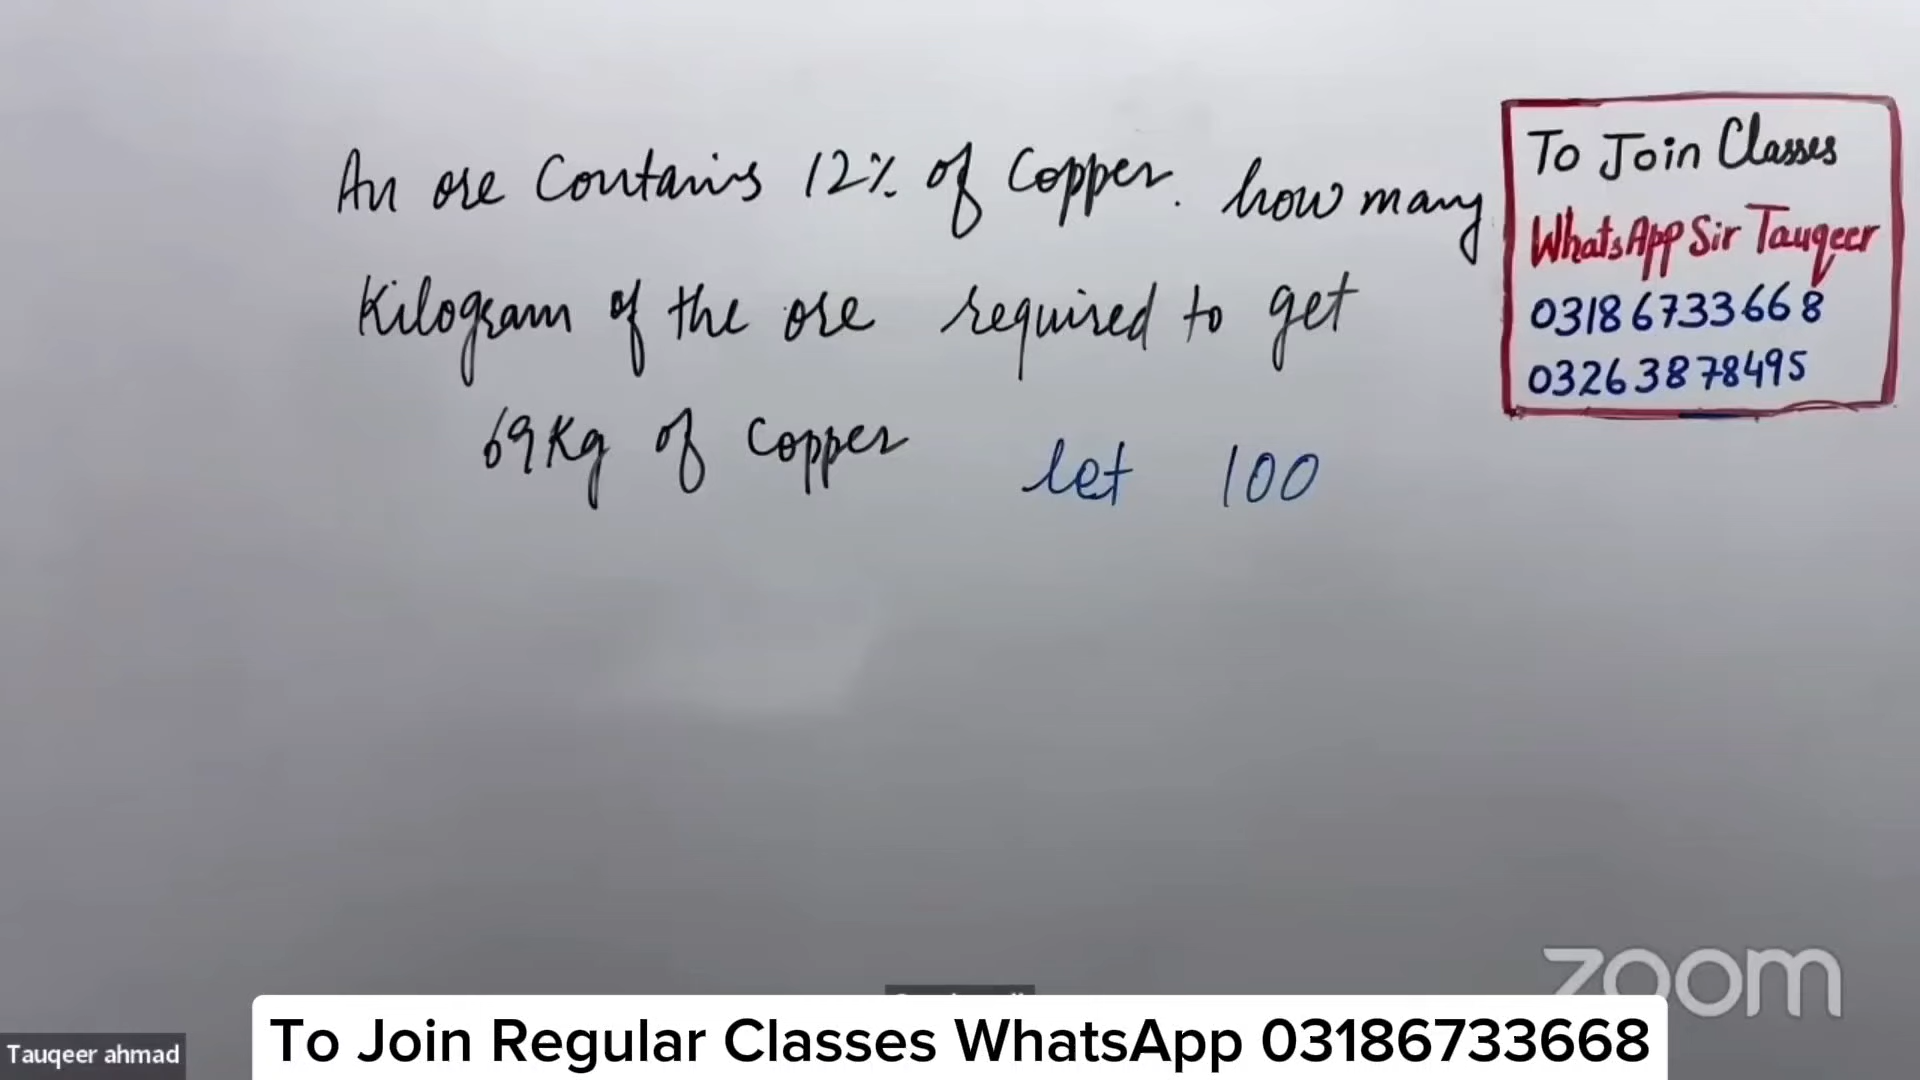 An ore Contains 12% of Copper. how many
Kilogram of the ore required to get
69Kg of Copper let 100
To Join Classes
WhatsApp Sir Tauqeer
03186733668
03263878495
zoom
To Join Regular Classes WhatsApp 03186733668
Tauqeer ahmad